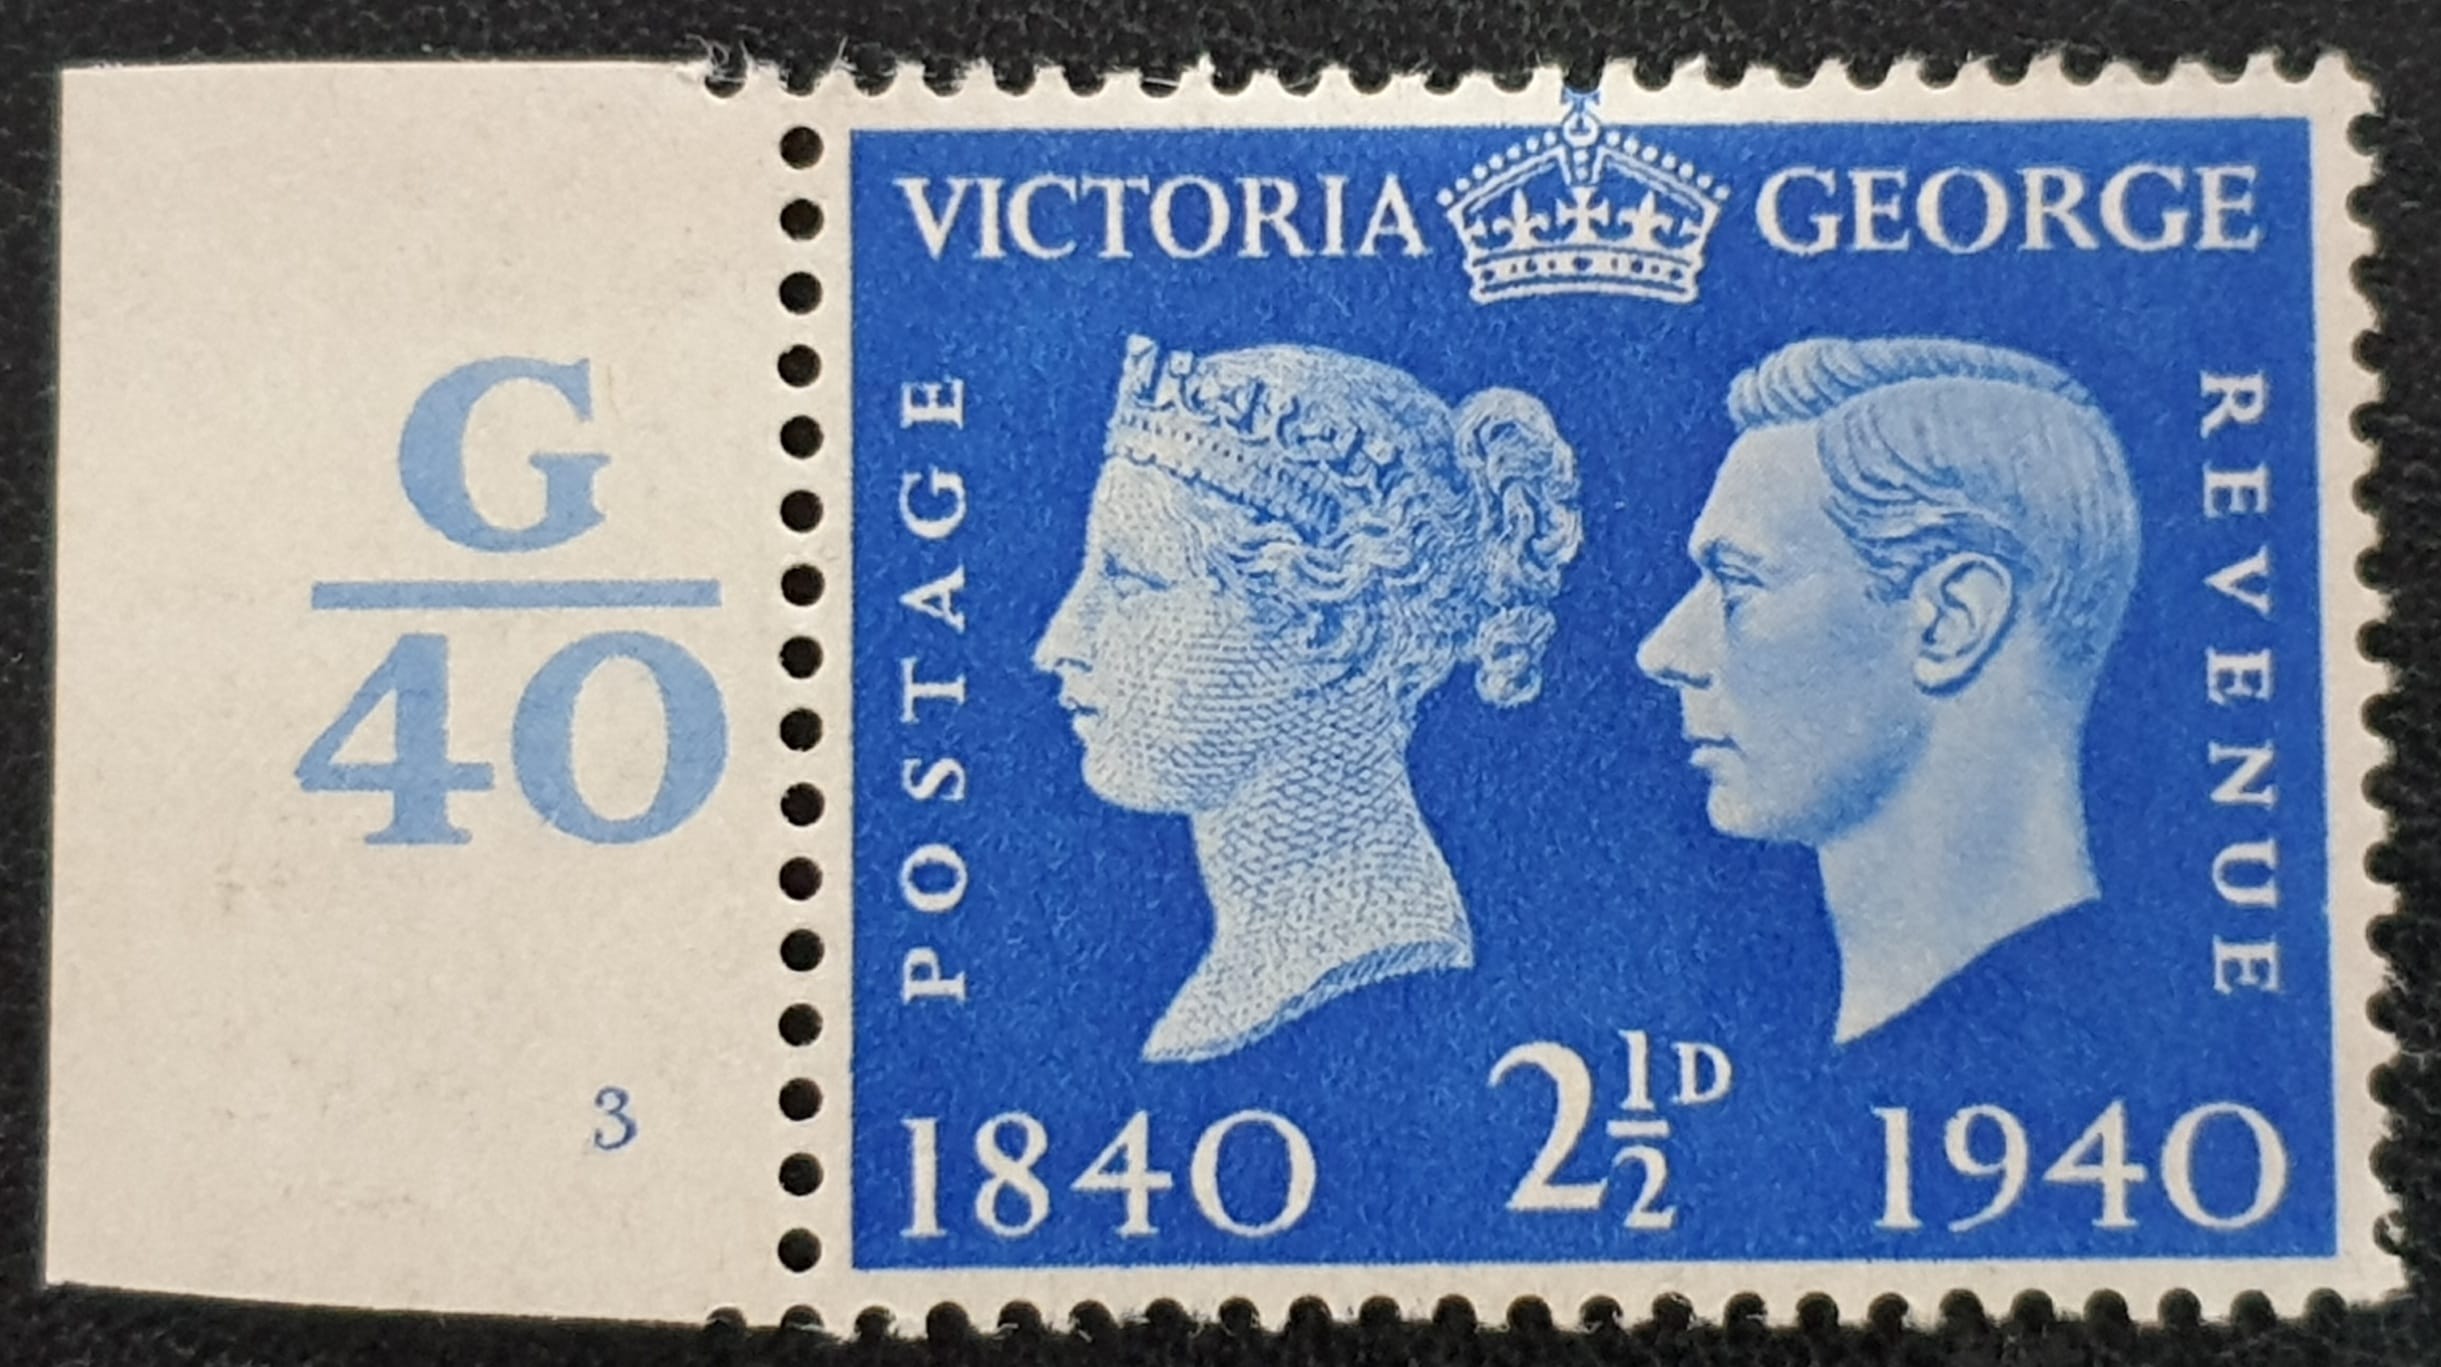 G
40
3
VICTORIA GEORGE
POSTAGE
REVENUE
1840 2½D 1940